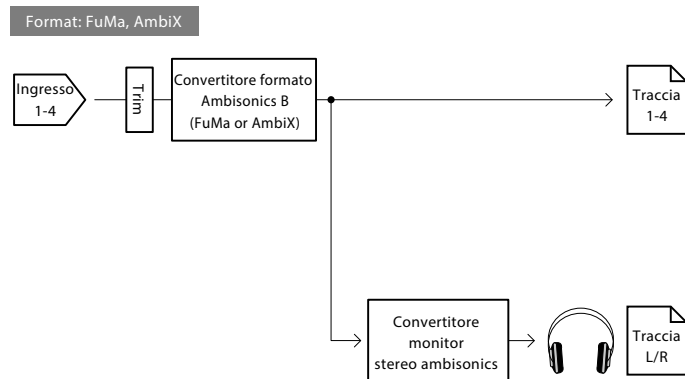 Format: FuMa, AmbiX
Ingresso
1-4
Trim
Convertitore formato
Ambisonics B
(FuMa or AmbiX)
Traccia
1-4
Convertitore
monitor
stereo ambisonics
Traccia
L/R